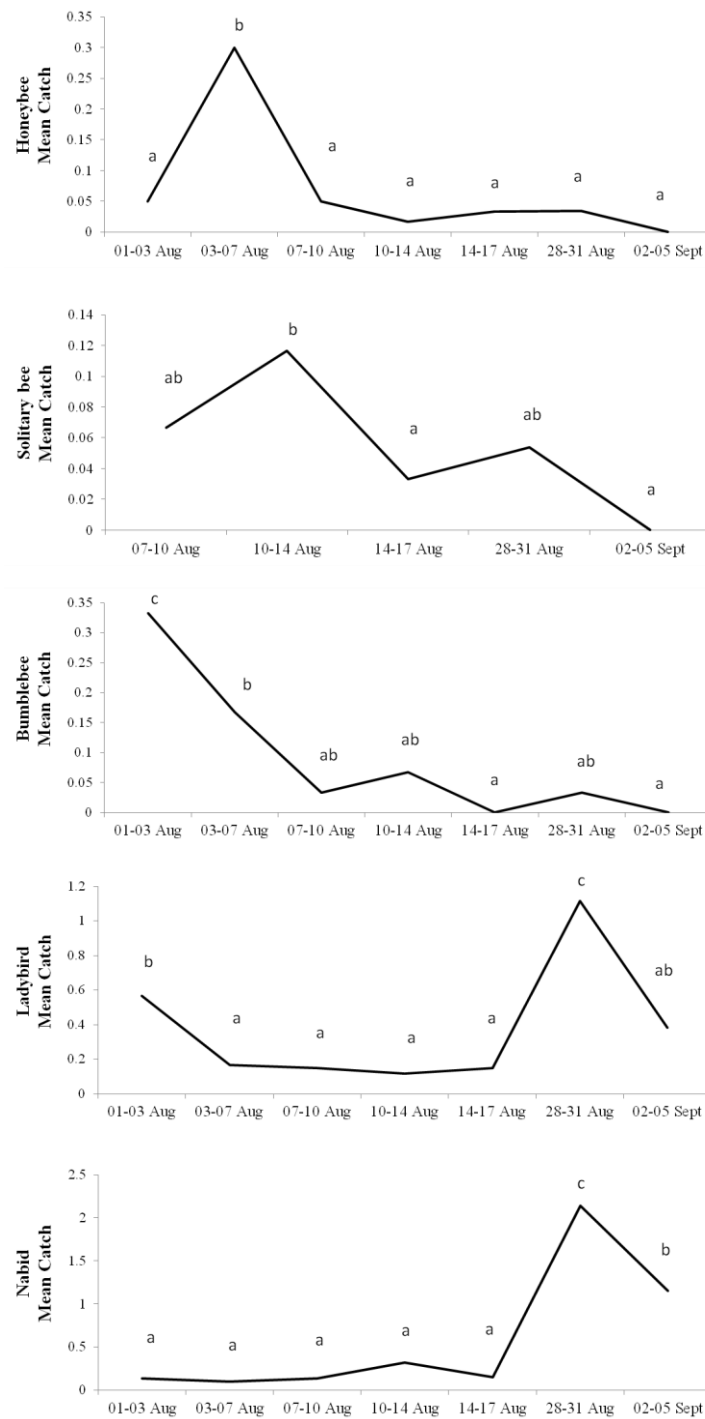 Honeybee
Mean Catch
0.35
0.3
0.25
0.2
0.15
0.1
0.05
0
a
b
a
a
a
a
a
01-03 Aug 03-07 Aug 07-10 Aug 10-14 Aug 14-17 Aug 28-31 Aug 02-05 Sept
Solitary bee
Mean Catch
0.14
0.12
0.1
0.08
0.06
0.04
0.02
0
ab
b
a
ab
a
07-10 Aug 10-14 Aug 14-17 Aug 28-31 Aug 02-05 Sept
Bumblebee
Mean Catch
0.35
0.3
0.25
0.2
0.15
0.1
0.05
0
c
b
ab
ab
a
ab
a
01-03 Aug 03-07 Aug 07-10 Aug 10-14 Aug 14-17 Aug 28-31 Aug 02-05 Sept
Ladybird
Mean Catch
1.2
1
0.8
0.6
0.4
0.2
0
b
a
a
a
a
c
ab
01-03 Aug 03-07 Aug 07-10 Aug 10-14 Aug 14-17 Aug 28-31 Aug 02-05 Sept
Nabid
Mean Catch
2.5
2
1.5
1
0.5
0
a
a
a
a
a
c
b
01-03 Aug 03-07 Aug 07-10 Aug 10-14 Aug 14-17 Aug 28-31 Aug 02-05 Sept